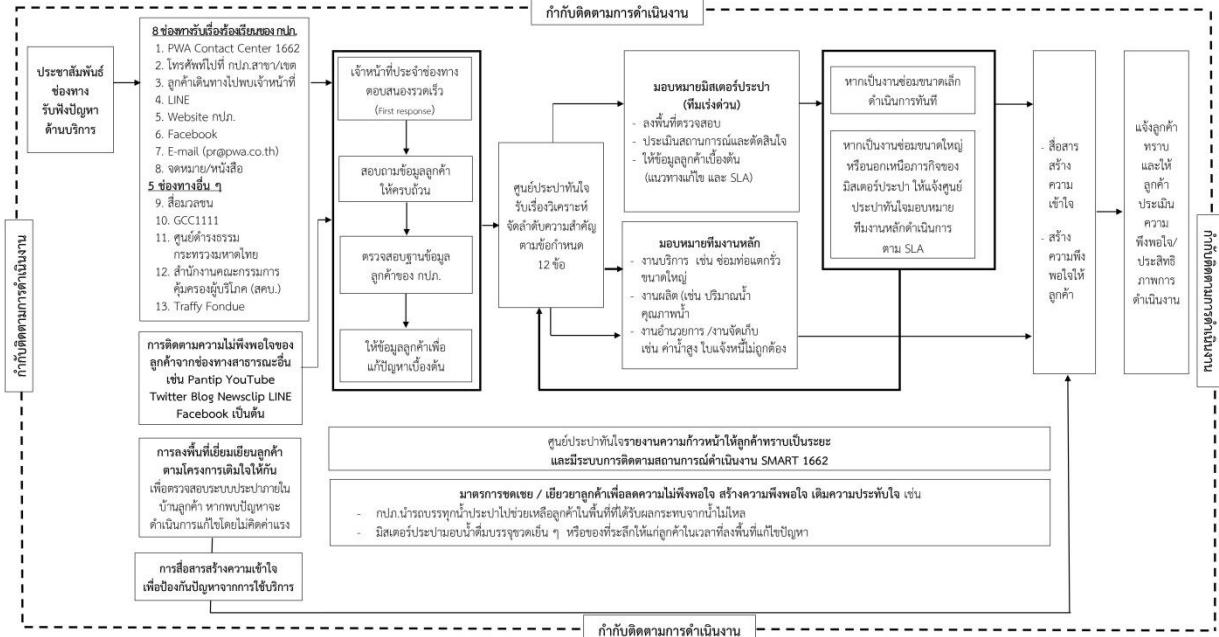 กำกับติดตามการดำเนินงาน
ประชาสัมพันธ์
ช่องทาง
รับฟังปัญหา
ด้านบริการ
8 ช่องทางรับเรื่องร้องเรียนของ กปภ.
1. PWA Contact Center 1662
2. โทรศัพท์ไปที่ กปภ.สาขา/เขต
3. ลูกค้าเดินทางไปพบเจ้าหน้าที่
4. LINE
5. Website กปภ.
6. Facebook
7. E-mail (pr@pwa.co.th)
8. จดหมาย/หนังสือ
5 ช่องทางอื่น ๆ
9. สื่อมวลชน
10. GCC1111
11. ศูนย์ดำรงธรรม
กระทรวงมหาดไทย
12. สำนักงานคณะกรรมการ
คุ้มครองผู้บริโภค (สคบ.)
13. Traffy Fondue
การติดตามความไม่พึงพอใจของ
ลูกค้าจากช่องทางสาธารณะอื่น
เช่น Pantip YouTube
Twitter Blog Newsclip LINE
Facebook เป็นต้น
การลงพื้นที่เยี่ยมเยียนลูกค้า
ตามโครงการเติมใจให้กัน
เพื่อตรวจสอบระบบประปาภายใน
บ้านลูกค้า หากพบปัญหาจะ
ดำเนินการแก้ไขโดยไม่คิดค่าแรง
การสื่อสารสร้างความเข้าใจ
เพื่อป้องกันปัญหาจากการใช้บริการ
เจ้าหน้าที่ประจำช่องทาง
ตอบสนองรวดเร็ว
(First response)
สอบถามข้อมูลลูกค้า
ให้ครบถ้วน
ตรวจสอบฐานข้อมูล
ลูกค้าของ กปภ.
ให้ข้อมูลลูกค้าเพื่อ
แก้ปัญหาเบื้องต้น
ศูนย์ประปาทันใจ
รับเรื่องวิเคราะห์
จัดลำดับความสำคัญ
ตามข้อกำหนด
12 ข้อ
มอบหมายมิสเตอร์ประปา
(ทีมเร่งด่วน)
- ลงพื้นที่ตรวจสอบ
- ประเมินสถานการณ์และตัดสินใจ
- ให้ข้อมูลลูกค้าเบื้องต้น
(แนวทางแก้ไข และ SLA)
มอบหมายทีมงานหลัก
- งานบริการ เช่น ซ่อมท่อแตกรั่ว
ขนาดใหญ่
- งานผลิต (เช่น ปริมาณน้ำ
คุณภาพน้ำ
- งานอำนวยการ /งานจัดเก็บ
เช่น ค่าน้ำสูง ใบแจ้งหนี้ไม่ถูกต้อง
หากเป็นงานซ่อมขนาดเล็ก
ดำเนินการทันที
หากเป็นงานซ่อมขนาดใหญ่
หรือนอกเหนือภารกิจของ
มิสเตอร์ประปา ให้แจ้งศูนย์
ประปาทันใจมอบหมาย
ทีมงานหลักดำเนินการ
ตาม SLA
- สื่อสาร
สร้าง
ความ
เข้าใจ
- สร้าง
ความพึง
พอใจให้
ลูกค้า
แจ้งลูกค้า
ทราบ
และให้
ลูกค้า
ประเมิน
ความ
พึงพอใจ/
ประสิทธิ
ภาพการ
ดำเนินงาน
ศูนย์ประปาทันใจรายงานความก้าวหน้าให้ลูกค้าทราบเป็นระยะ
และมีระบบการติดตามสถานการณ์ดำเนินงาน SMART 1662
มาตรการชดเชย / เยียวยาลูกค้าเพื่อลดความไม่พึงพอใจ สร้างความพึงพอใจ เติมความประทับใจ เช่น
- กปภ.นำรถบรรทุกน้ำประปาไปช่วยเหลือลูกค้าในพื้นที่ที่ได้รับผลกระทบจากน้ำไม่ไหล
- มิสเตอร์ประปามอบน้ำดื่มบรรจุขวดเย็น ๆ หรือของที่ระลึกให้แก่ลูกค้าในเวลาที่ลงพื้นที่แก้ไขปัญหา
กำกับติดตามการดำเนินงาน
กำกับติดตามการดำเนินงาน
กำกับติดตามการดำเนินงาน